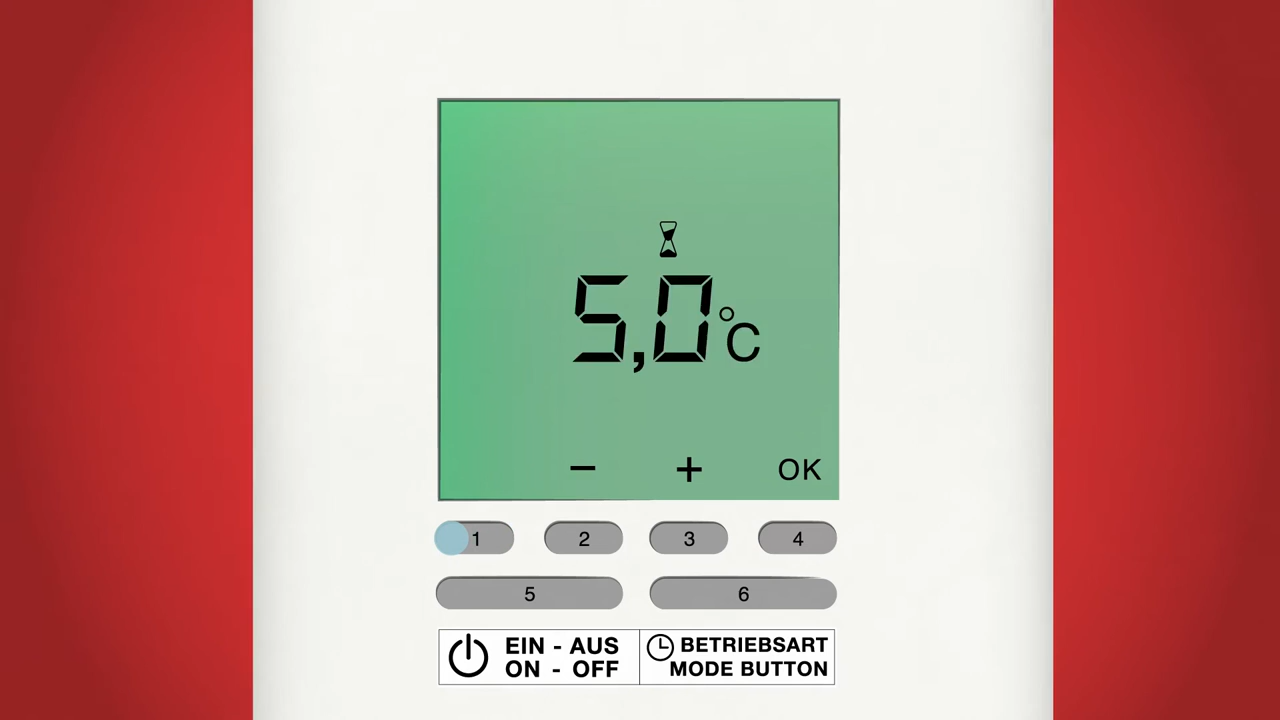 5,0°C
− + OK
1 2 3 4
5 6
EIN - AUS
ON - OFF
BETRIEBSART
MODE BUTTON